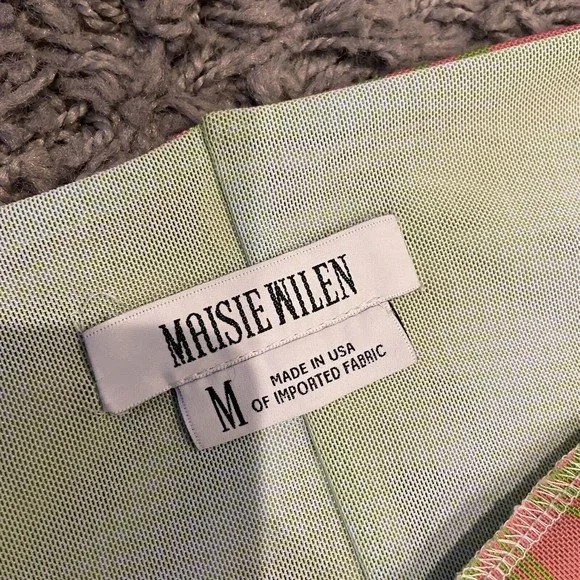 MAISIE WILEN
M
MADE IN USA
OF IMPORTED FABRIC